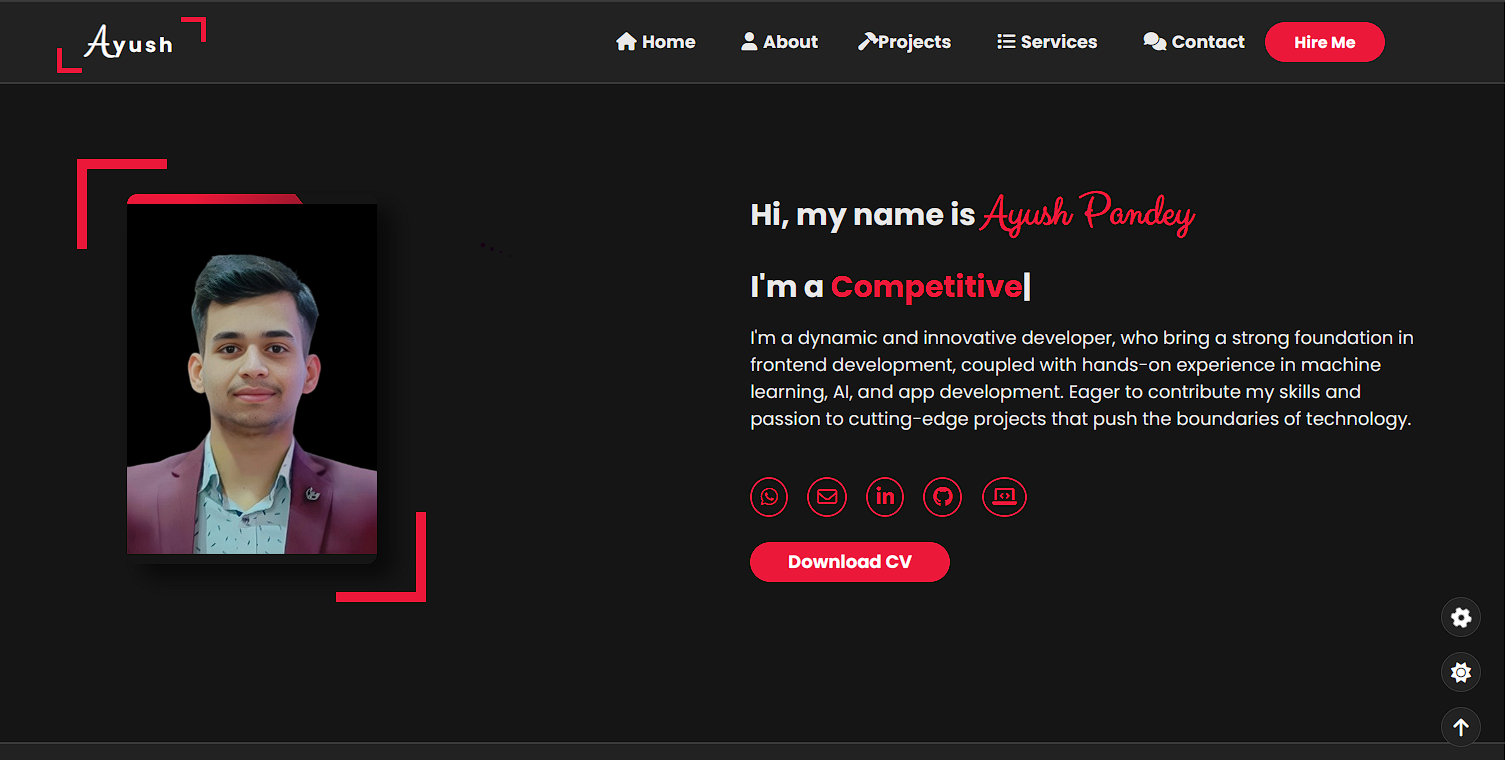 Ayush
Home
About
Projects
Services
Contact
Hire Me
Hi, my name is Ayush Pandey
I'm a Competitive|
I'm a dynamic and innovative developer, who bring a strong foundation in
frontend development, coupled with hands-on experience in machine
learning, AI, and app development. Eager to contribute my skills and
passion to cutting-edge projects that push the boundaries of technology.
in
Download CV